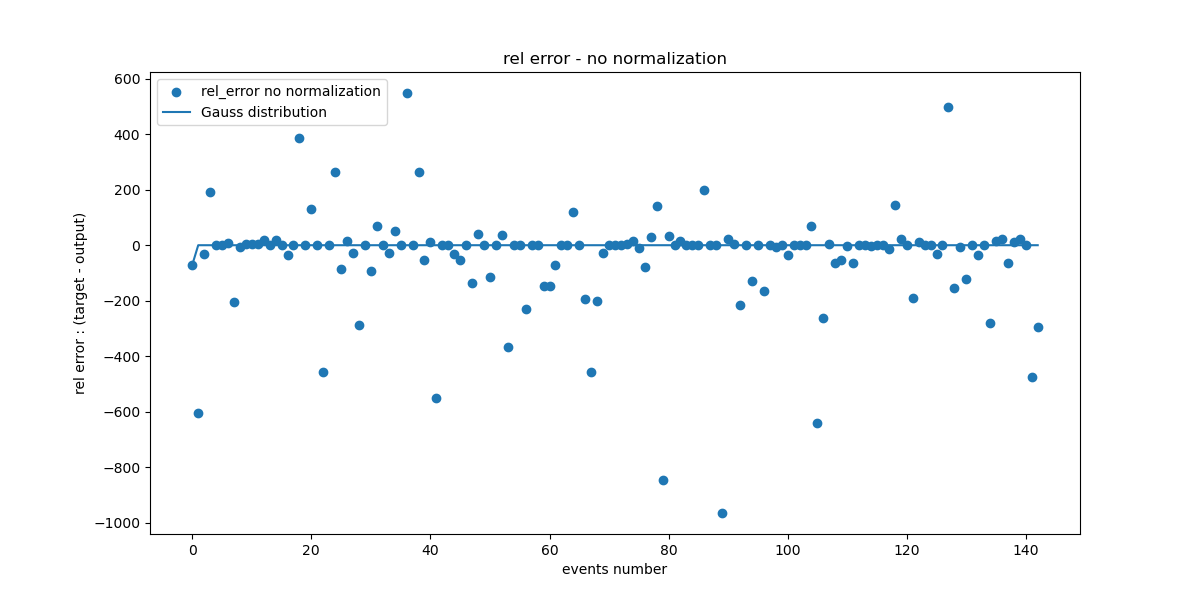 rel error - no normalization
rel_error no normalization
Gauss distribution
rel error : (target - output)
600
400
200
0
−200
−400
−600
−800
−1000
0 20 40 60 80 100 120 140
events number